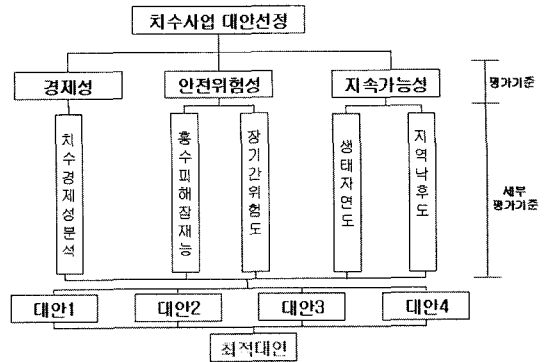 치수사업 대안선정
경제성
안전위험성
지속가능성
평가기준
치수경제성분석
홍수피해잠재능
장기간위험도
생태자연도
지역낙후도
세부
평가기준
대안1
대안2
대안3
대안4
최적대안